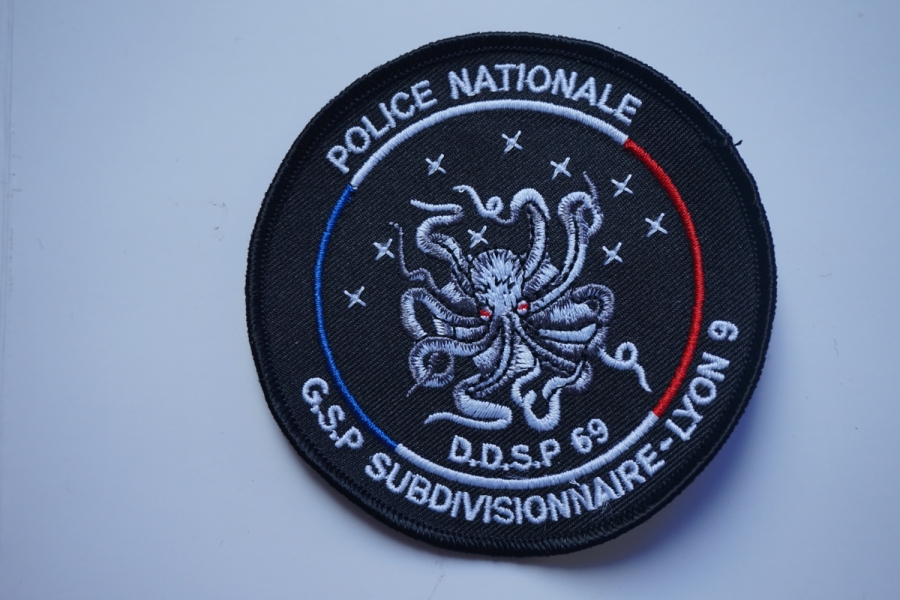 POLICE NATIONALE
D.D.S.P 69
G.S.P SUBDIVISIONNAIRE-LYON 9